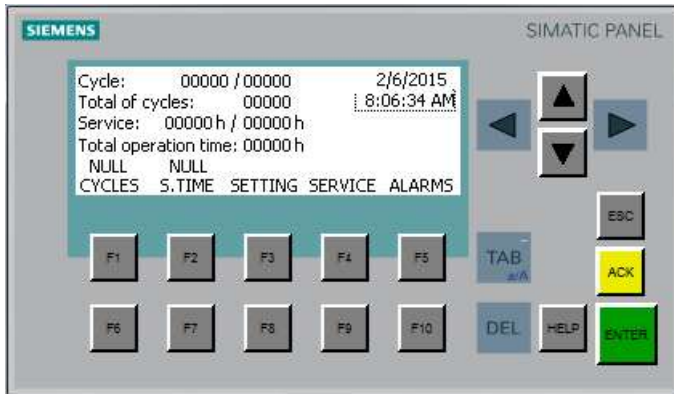 SIEMENS SIMATIC PANEL
Cycle: 00000 / 00000 2/6/2015
Total of cycles: 00000 8:06:34 AM
Service: 00000 h / 00000 h
Total operation time: 00000 h
NULL NULL
CYCLES S.TIME SETTING SERVICE ALARMS
ESC
F1 F2 F3 F4 F5 TAB
a/A
ACK
F6 F7 F8 F9 F10 DEL HELP ENTER